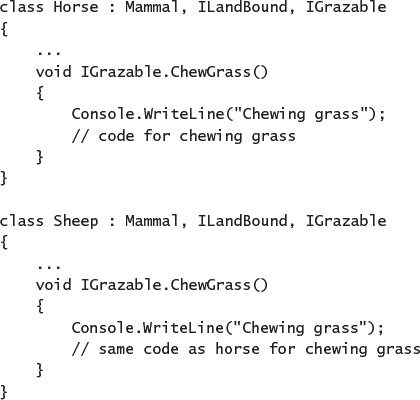 class Horse : Mammal, ILandBound, IGrazable
{
    ...
    void IGrazable.ChewGrass()
    {
        Console.WriteLine("Chewing grass");
        // code for chewing grass
    }
}

class Sheep : Mammal, ILandBound, IGrazable
{
    ...
    void IGrazable.ChewGrass()
    {
        Console.WriteLine("Chewing grass");
        // same code as horse for chewing grass
    }
}